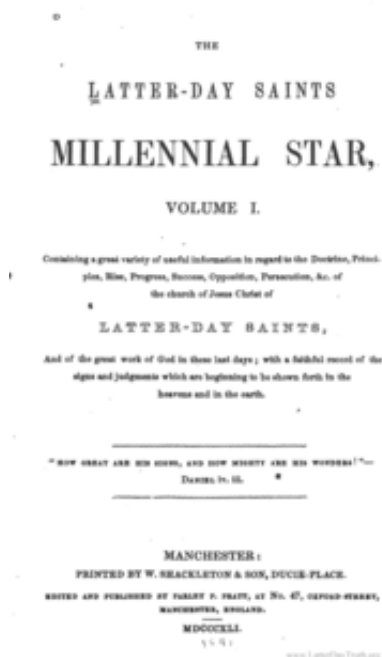 THE
LATTER-DAY SAINTS
MILLENNIAL STAR,
VOLUME I.
Containing a great variety of useful information in regard to the Doctrine, Princi-
ples, Rise, Progress, Success, Opposition, Persecution, &c. of
the church of Jesus Christ of
LATTER-DAY SAINTS,
And of the great work of God in these last days; with a faithful record of the
signs and judgments which are beginning to be shown forth in the
heavens and in the earth.
"HOW GREAT ARE HIS SIGNS, AND HOW MIGHTY ARE HIS WONDERS!"—
DANIEL iv. iii.
MANCHESTER:
PRINTED BY W. SHACKLETON & SON, DUCIE-PLACE.
EDITED AND PUBLISHED BY PARLEY P. PRATT, AT No. 47, OXFORD-STREET,
MANCHESTER, ENGLAND.
MDCCCXLI.